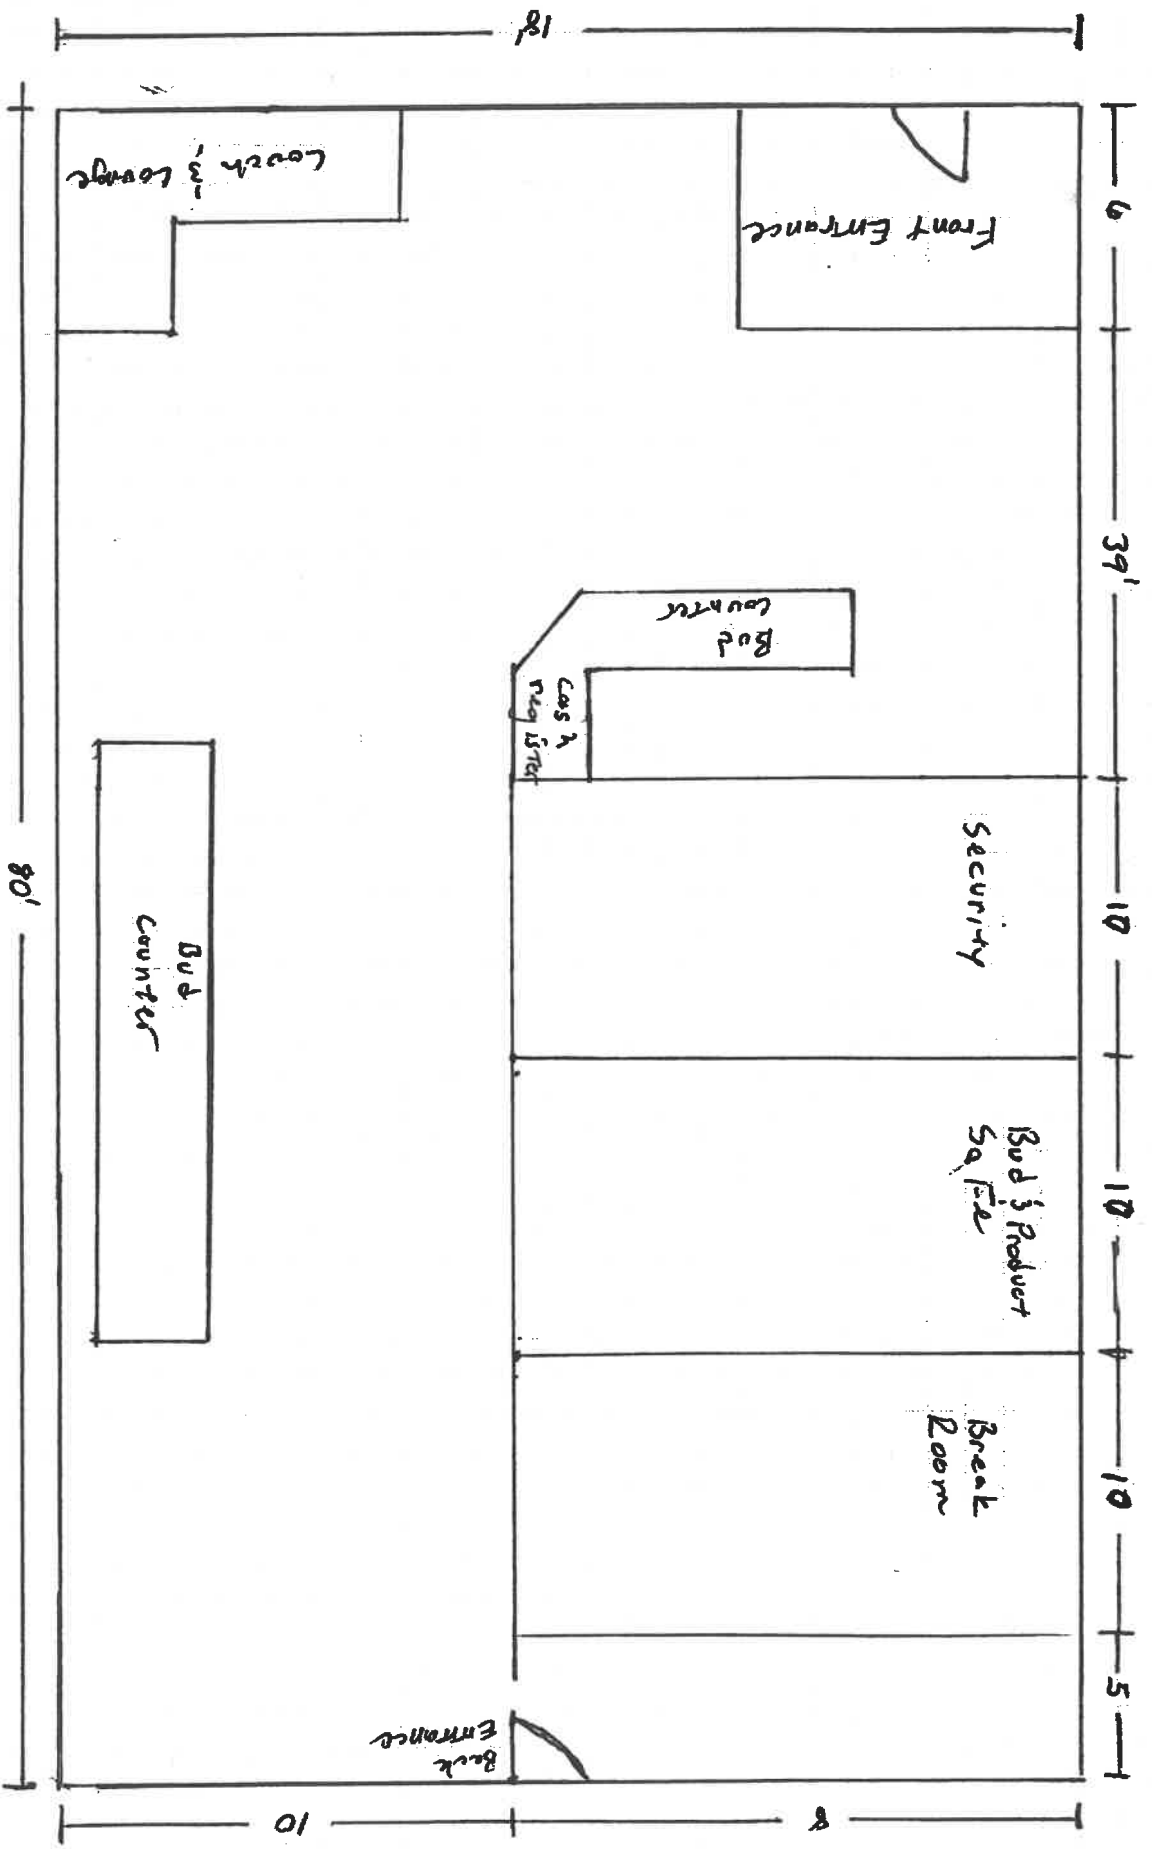 18'
Couch & Lounge
Front Entrance
6
39'
Bud
Counter
Cash
register
10
Security
80'
Bud
Counter
10
Bud & Product
Safe
10
Break
Room
5
Back
Entrance
10
8